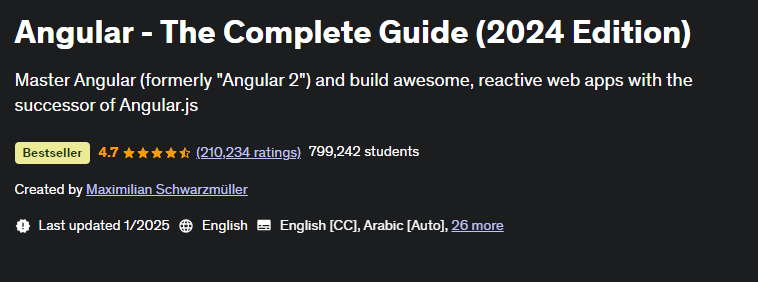 Angular - The Complete Guide (2024 Edition)
Master Angular (formerly "Angular 2") and build awesome, reactive web apps with the
successor of Angular.js
Bestseller 4.7 (210,234 ratings) 799,242 students
Created by Maximilian Schwarzmüller
Last updated 1/2025 English English [CC], Arabic [Auto], 26 more